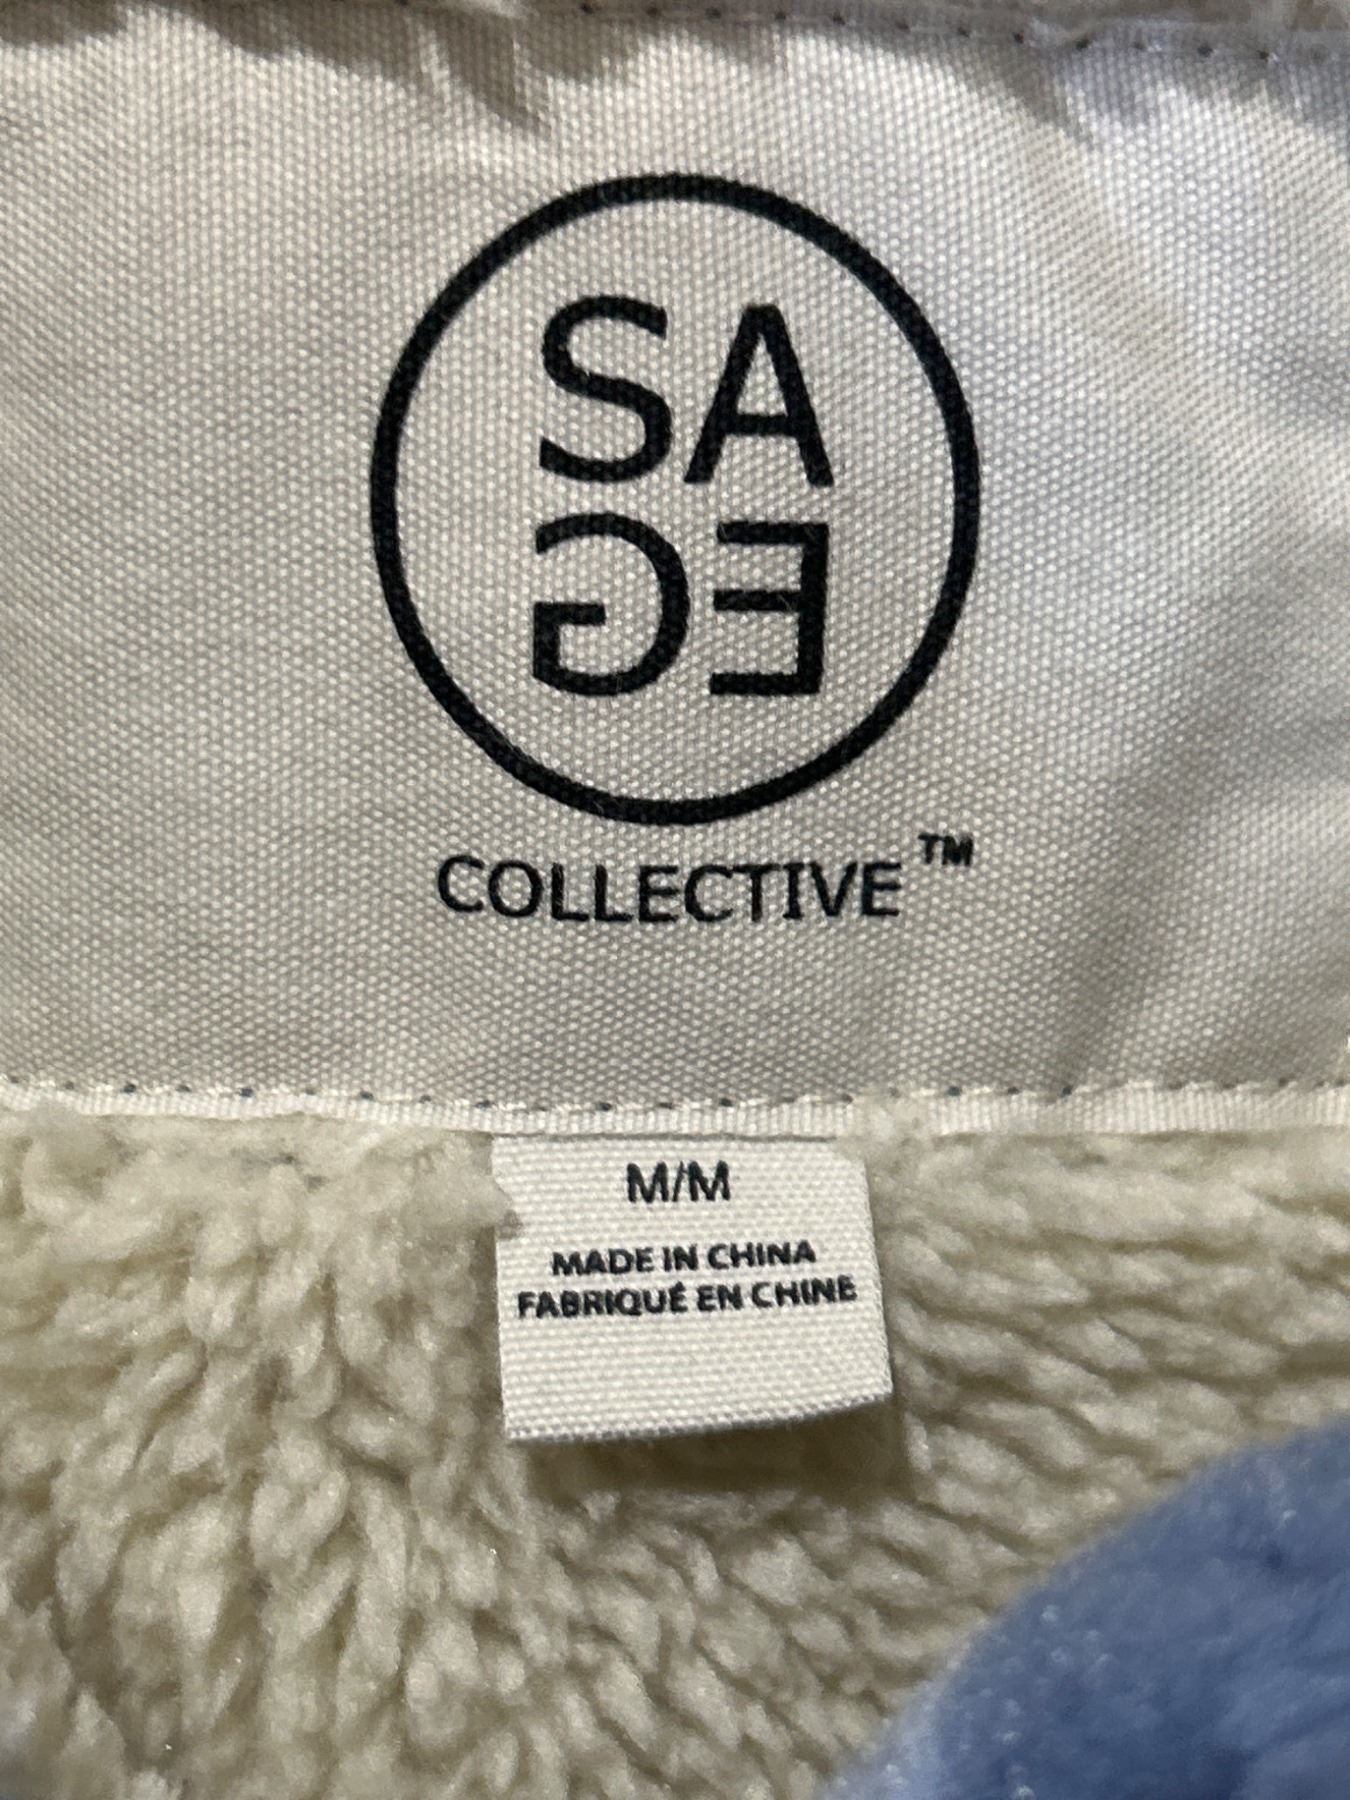 SA
GE
COLLECTIVE™
M/M
MADE IN CHINA
FABRIQUÉ EN CHINE